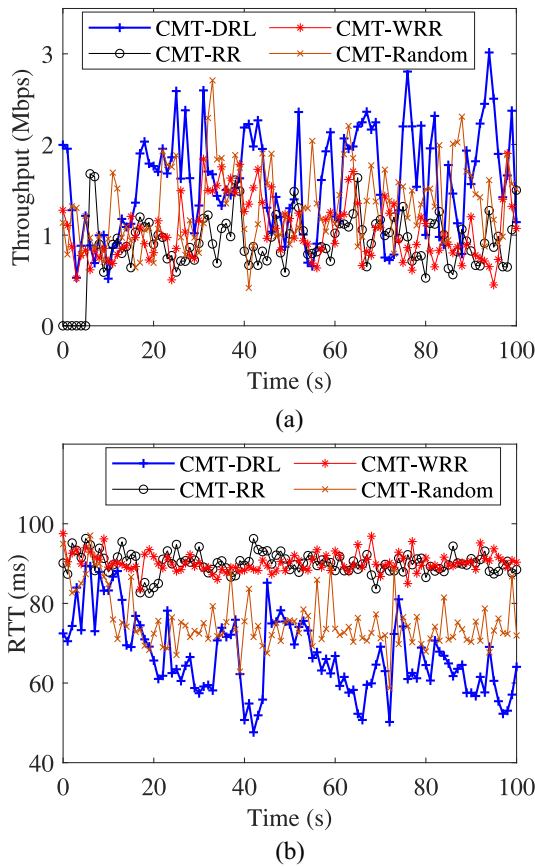 CMT-DRL CMT-WRR
CMT-RR CMT-Random
Throughput (Mbps)
3
2
1
0
0 20 40 60 80 100
Time (s)
(a)
CMT-DRL CMT-WRR
CMT-RR CMT-Random
RTT (ms)
100
80
60
40
0 20 40 60 80 100
Time (s)
(b)